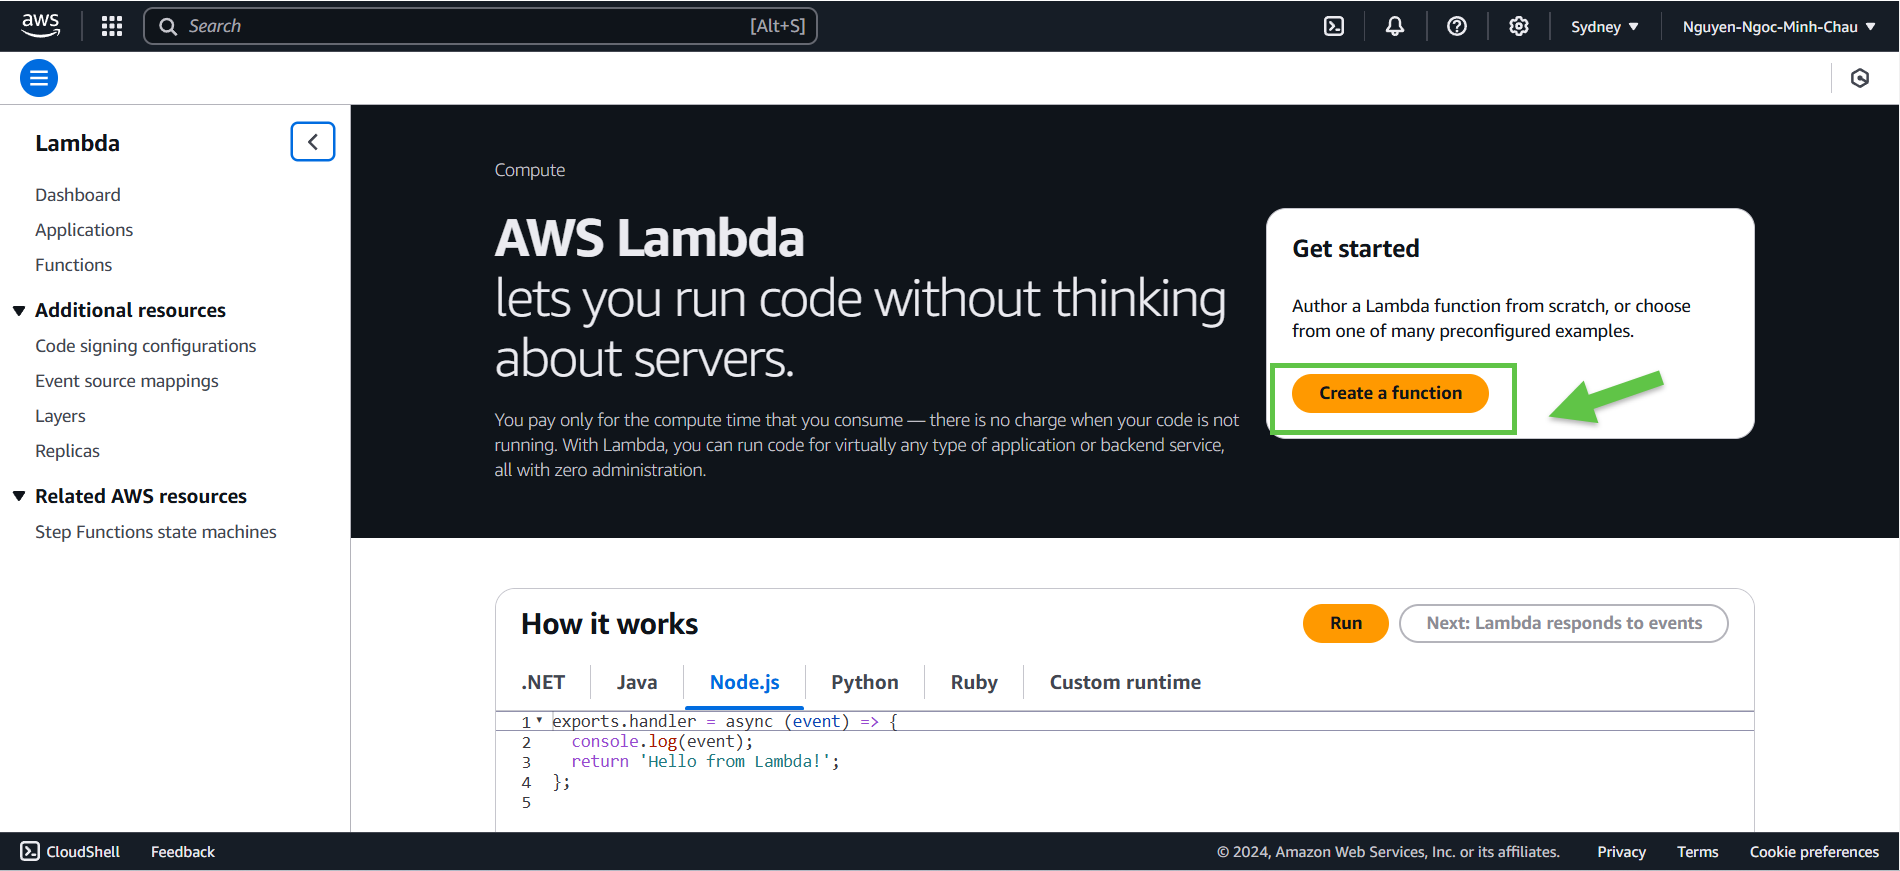 aws
Search [Alt+S]
Sydney
Nguyen-Ngoc-Minh-Chau
Lambda
Dashboard
Applications
Functions
Additional resources
Code signing configurations
Event source mappings
Layers
Replicas
Related AWS resources
Step Functions state machines
Compute
AWS Lambda
lets you run code without thinking
about servers.
You pay only for the compute time that you consume — there is no charge when your code is not
running. With Lambda, you can run code for virtually any type of application or backend service,
all with zero administration.
Get started
Author a Lambda function from scratch, or choose
from one of many preconfigured examples.
Create a function
How it works
Run
Next: Lambda responds to events
.NET Java Node.js Python Ruby Custom runtime
1 exports.handler = async (event) => {
2 console.log(event);
3 return 'Hello from Lambda!';
4 };
5
CloudShell Feedback © 2024, Amazon Web Services, Inc. or its affiliates. Privacy Terms Cookie preferences